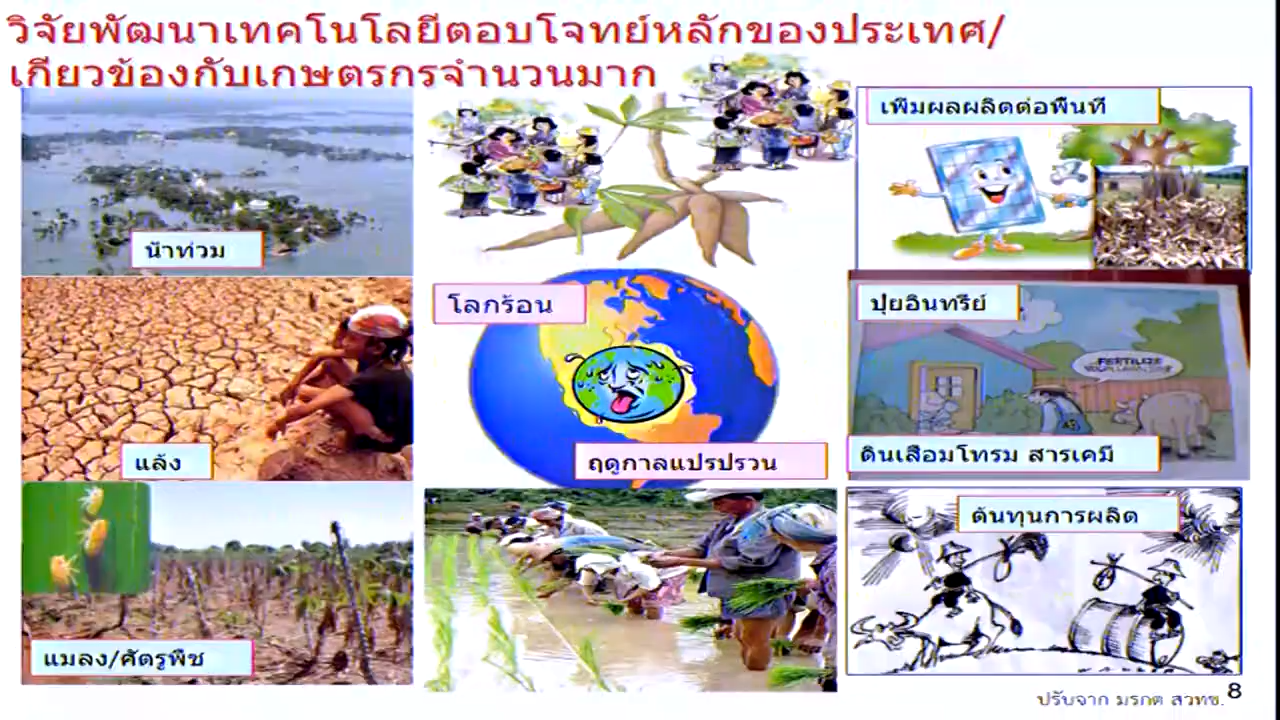 วิจัยพัฒนาเทคโนโลยีตอบโจทย์หลักของประเทศ/
เกี่ยวข้องกับเกษตรกรจำนวนมาก
เพิ่มผลผลิตต่อพื้นที่
น้ำท่วม
โลกร้อน
ปุ๋ยอินทรีย์
FERTILIZE
แล้ง
ฤดูกาลแปรปรวน
ดินเสื่อมโทรม สารเคมี
ต้นทุนการผลิต
แมลง/ศัตรูพืช
ปรับจาก มรกต สวทช.
8